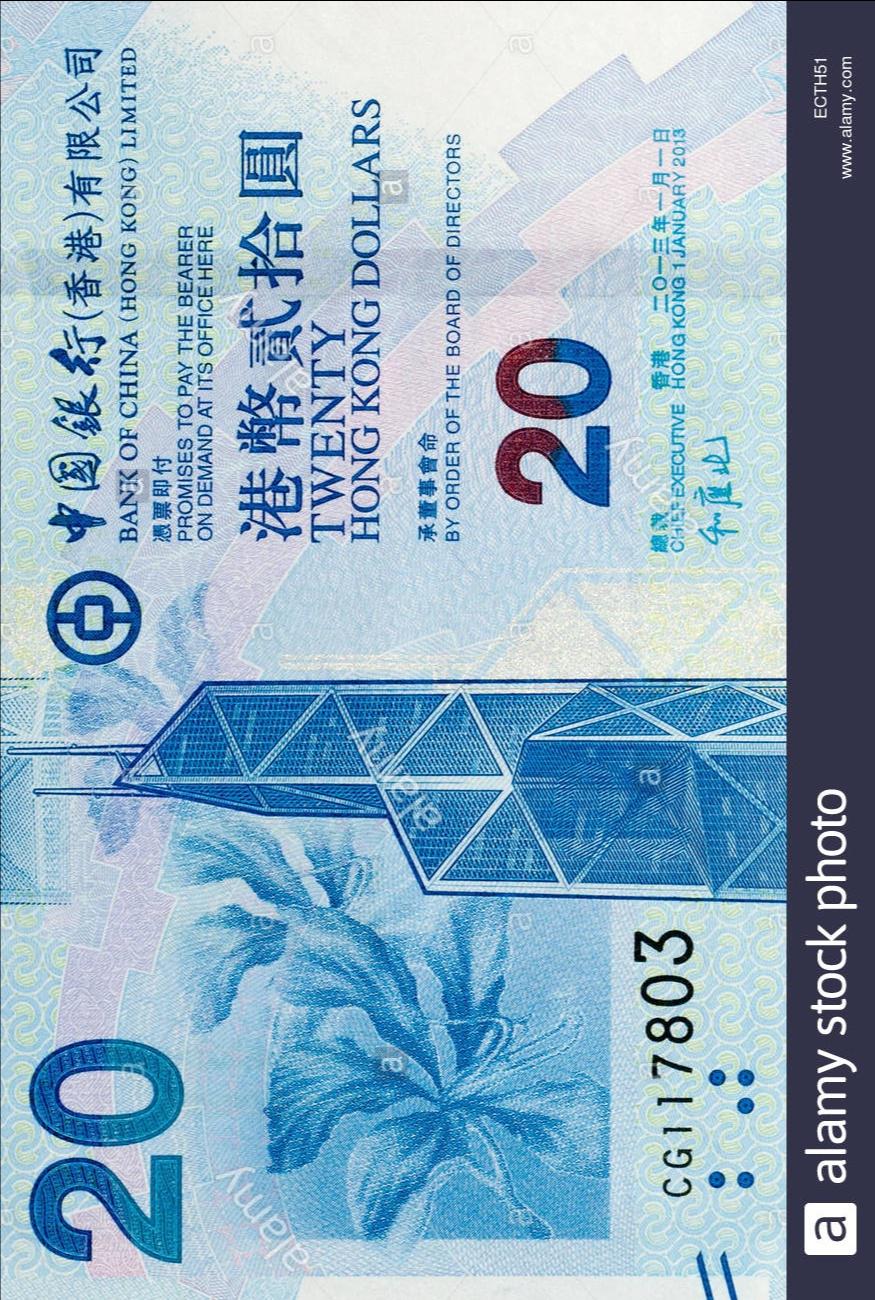 中國銀行(香港)有限公司
BANK OF CHINA (HONG KONG) LIMITED
憑票即付
PROMISES TO PAY THE BEARER
ON DEMAND AT ITS OFFICE HERE
港幣貳拾圓
TWENTY
HONG KONG DOLLARS
承董事會命
BY ORDER OF THE BOARD OF DIRECTORS
20
總裁 香港 二〇一三年一月一日
CHIEF EXECUTIVE HONG KONG 1 JANUARY 2013
20
CG117803
alamy
alamy
alamy
alamy
a alamy stock photo
ECTH51
www.alamy.com